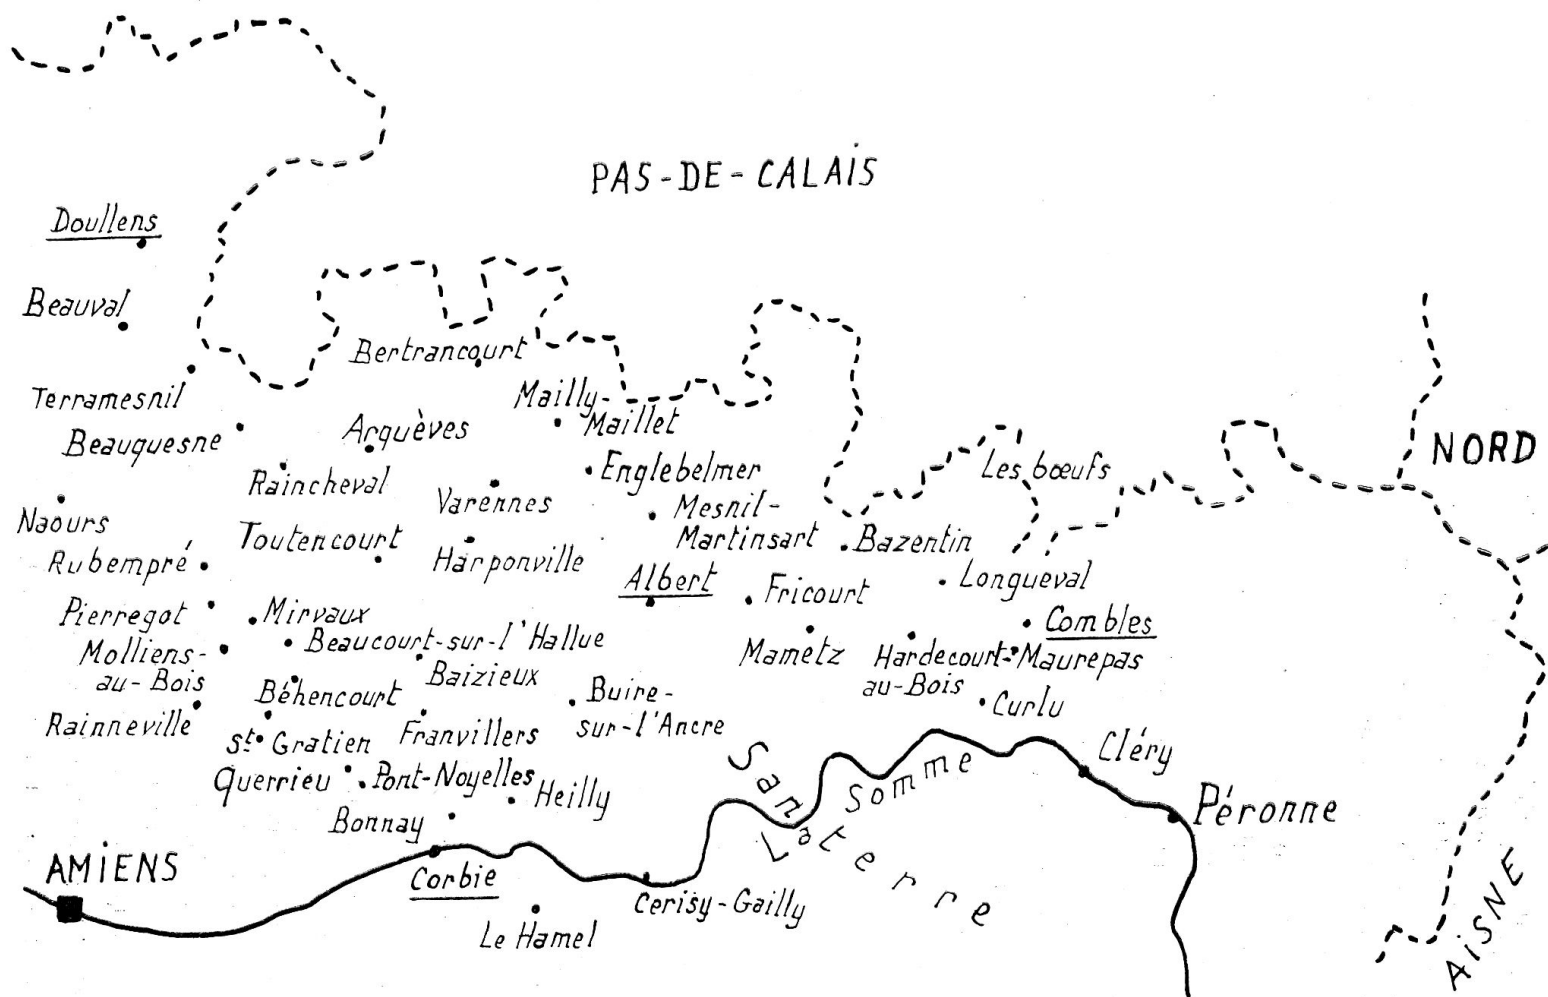 PAS-DE-CALAIS
Doullens
Beauval
Bertrancourt
Terramesnil
Mailly-
Maillet
Arquèves
Beauquesne
NORD
Englebelmer
Les bœufs
Raincheval
Varennes
Mesnil-
Martinsart
Naours
Toutencourt
Bazentin
Rubempré
Harponville
Albert
Fricourt
Longueval
Pierregot
Mirvaux
Combles
Beaucourt-sur-l'Hallue
Molliens-
au-Bois
Mametz
Hardecourt-
au-Bois
Maurepas
Baizieux
Béhencourt
Buire-
sur-l'Ancre
Curlu
Rainneville
St Gratien
Franvillers
Cléry
Querrieu
Pont-Noyelles
Heilly
Somme
Péronne
Bonnay
La
Santerre
AMIENS
Corbie
Cerisy-Gailly
Le Hamel
AISNE